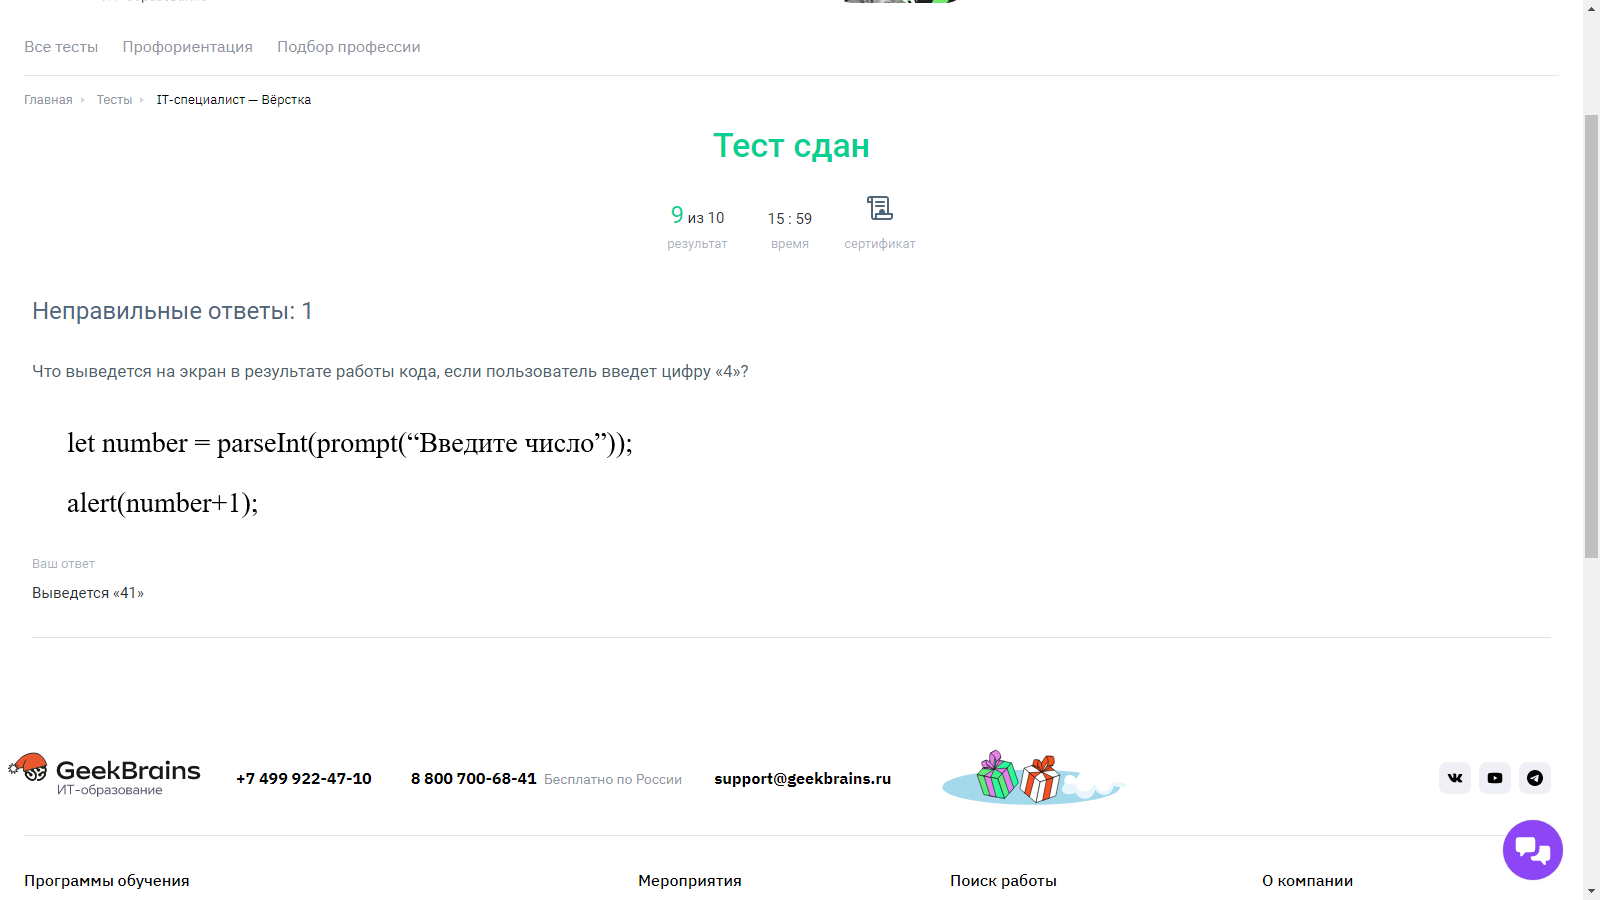 Все тесты Профориентация Подбор профессии
Главная Тесты IT-специалист — Вёрстка
Тест сдан
9 из 10 15 : 59
результат время сертификат
Неправильные ответы: 1
Что выведется на экран в результате работы кода, если пользователь введет цифру «4»?
let number = parseInt(prompt(“Введите число”));
alert(number+1);
Ваш ответ
Выведется «41»
GeekBrains
ИТ-образование
+7 499 922-47-10 8 800 700-68-41 Бесплатно по России support@geekbrains.ru
Программы обучения Мероприятия Поиск работы О компании